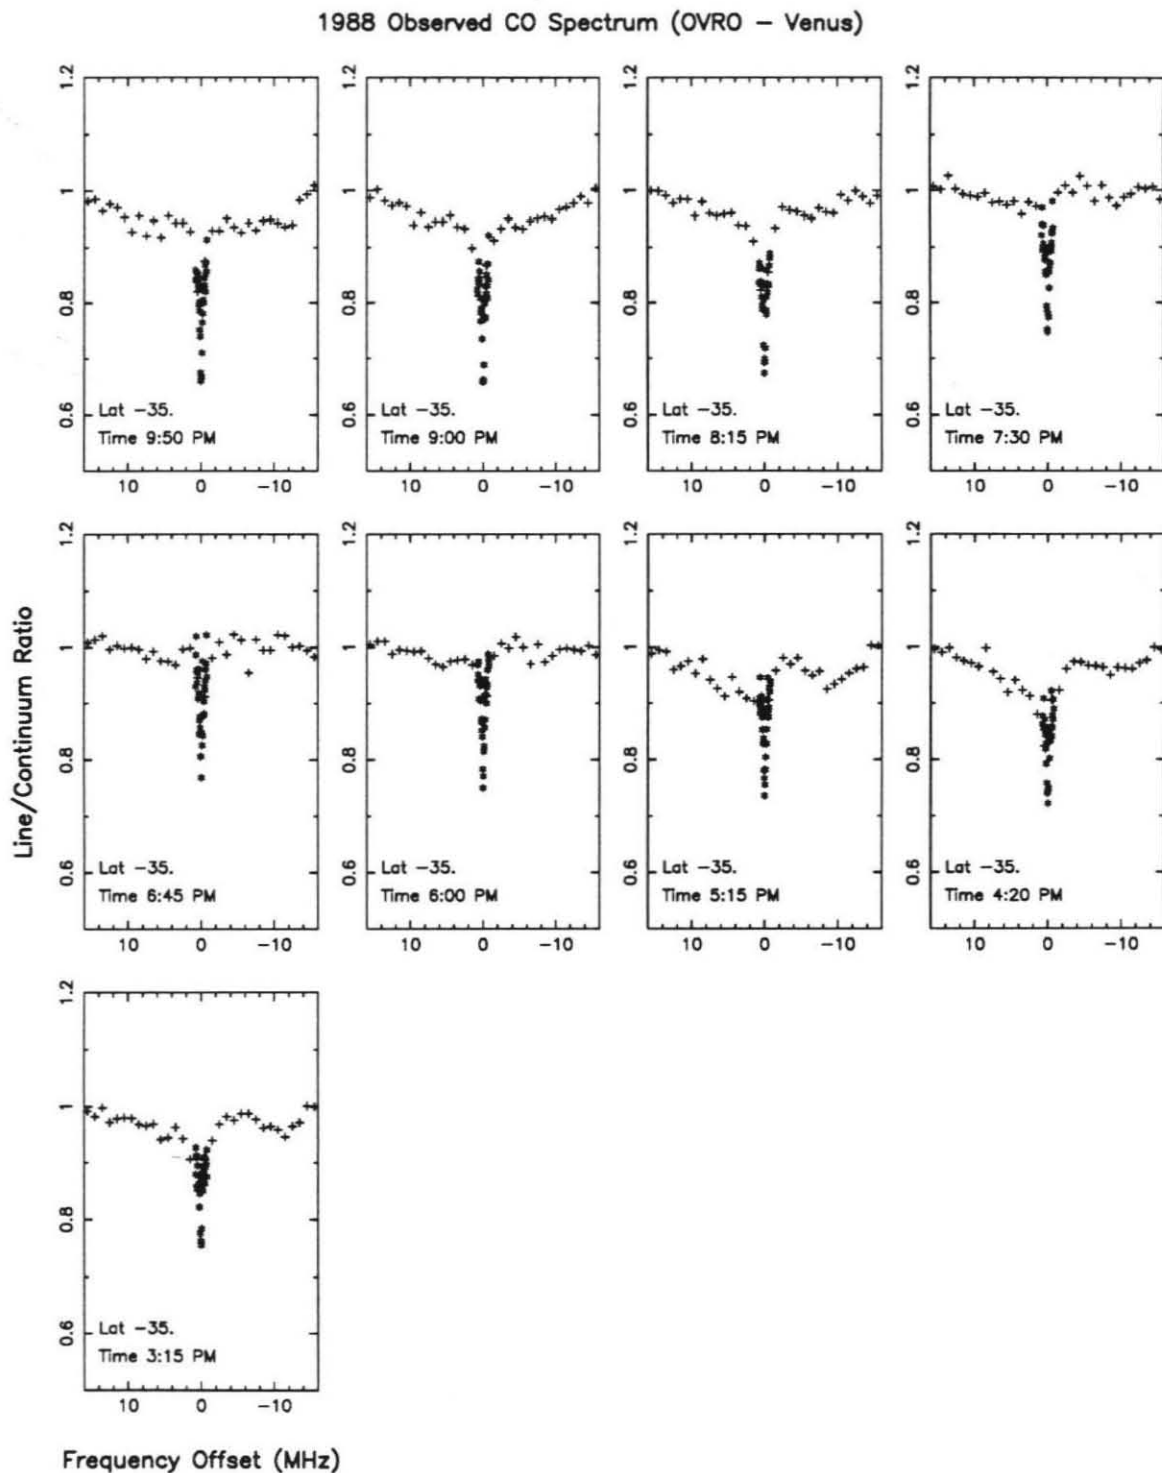 1988 Observed CO Spectrum (OVRO – Venus)
1.2
1
0.8
0.6
Lat -35.
Time 9:50 PM
10 0 -10
Lat -35.
Time 9:00 PM
10 0 -10
Lat -35.
Time 8:15 PM
10 0 -10
Lat -35.
Time 7:30 PM
10 0 -10
1.2
1
0.8
0.6
1.2
1
0.8
0.6
1.2
1
0.8
0.6
Line/Continuum Ratio
1.2
1
0.8
0.6
Lat -35.
Time 6:45 PM
10 0 -10
1.2
1
0.8
0.6
Lat -35.
Time 6:00 PM
10 0 -10
1.2
1
0.8
0.6
Lat -35.
Time 5:15 PM
10 0 -10
1.2
1
0.8
0.6
Lat -35.
Time 4:20 PM
10 0 -10
1.2
1
0.8
0.6
Lat -35.
Time 3:15 PM
10 0 -10
Frequency Offset (MHz)